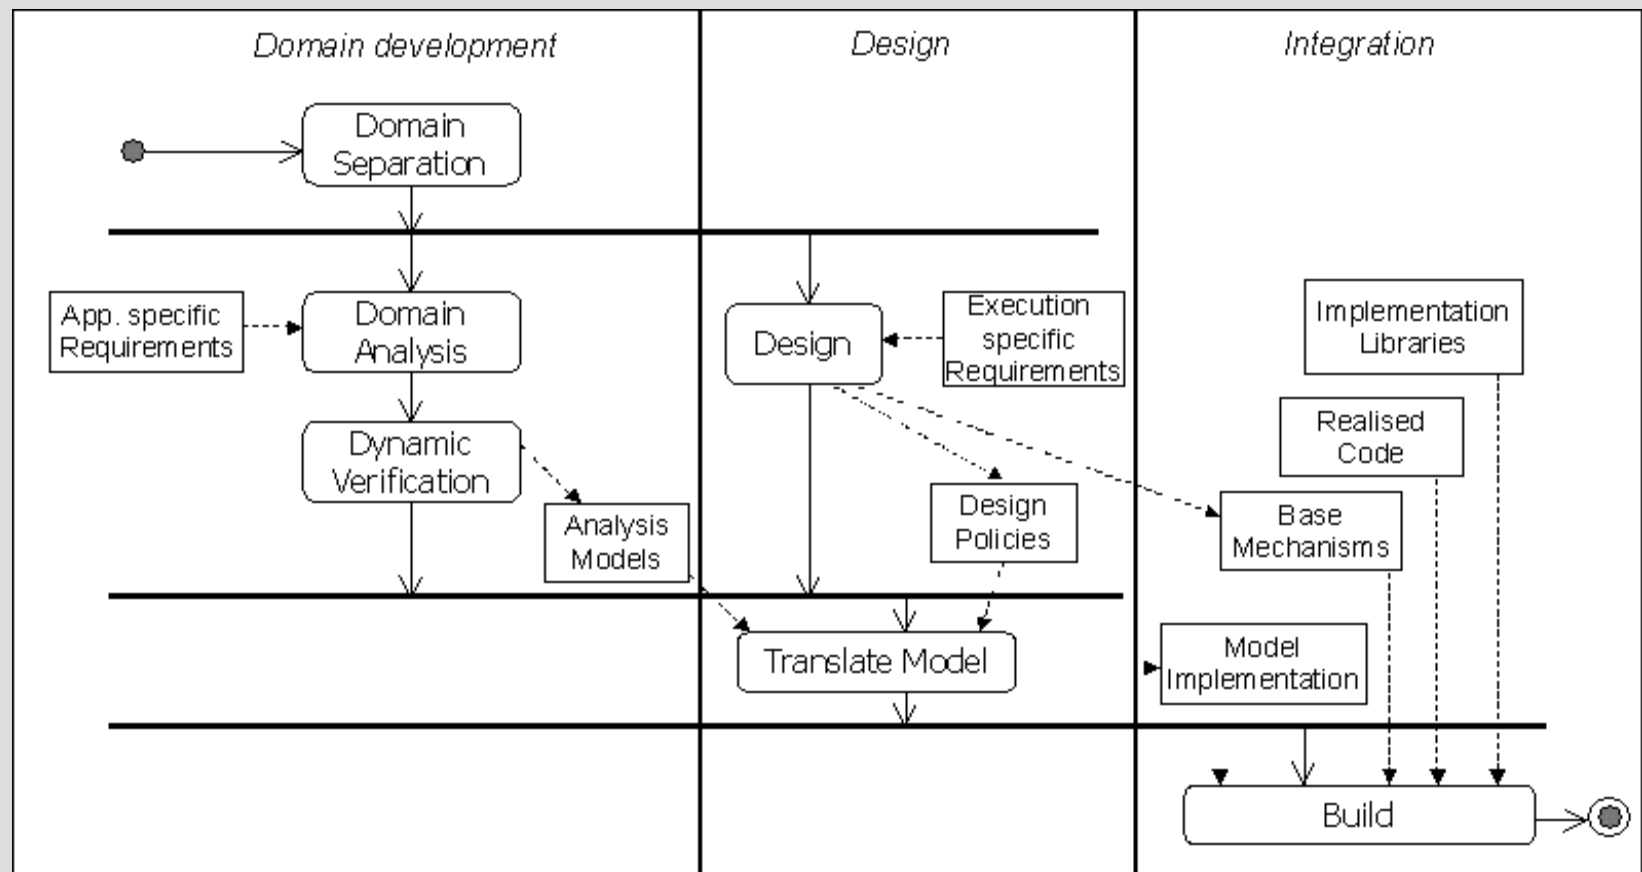 Domain development
Design
Integration
Domain
Separation
App. specific
Requirements
Domain
Analysis
Design
Execution
specific
Requirements
Implementation
Libraries
Realised
Code
Dynamic
Verification
Analysis
Models
Design
Policies
Base
Mechanisms
Translate Model
Model
Implementation
Build